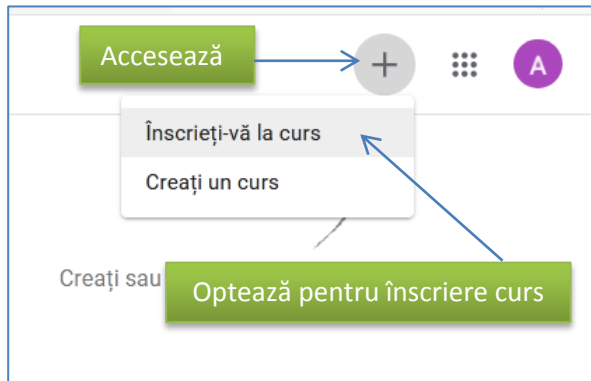 Accesează
A
Înscrieți-vă la curs
Creați un curs
Creați sau
Optează pentru înscriere curs